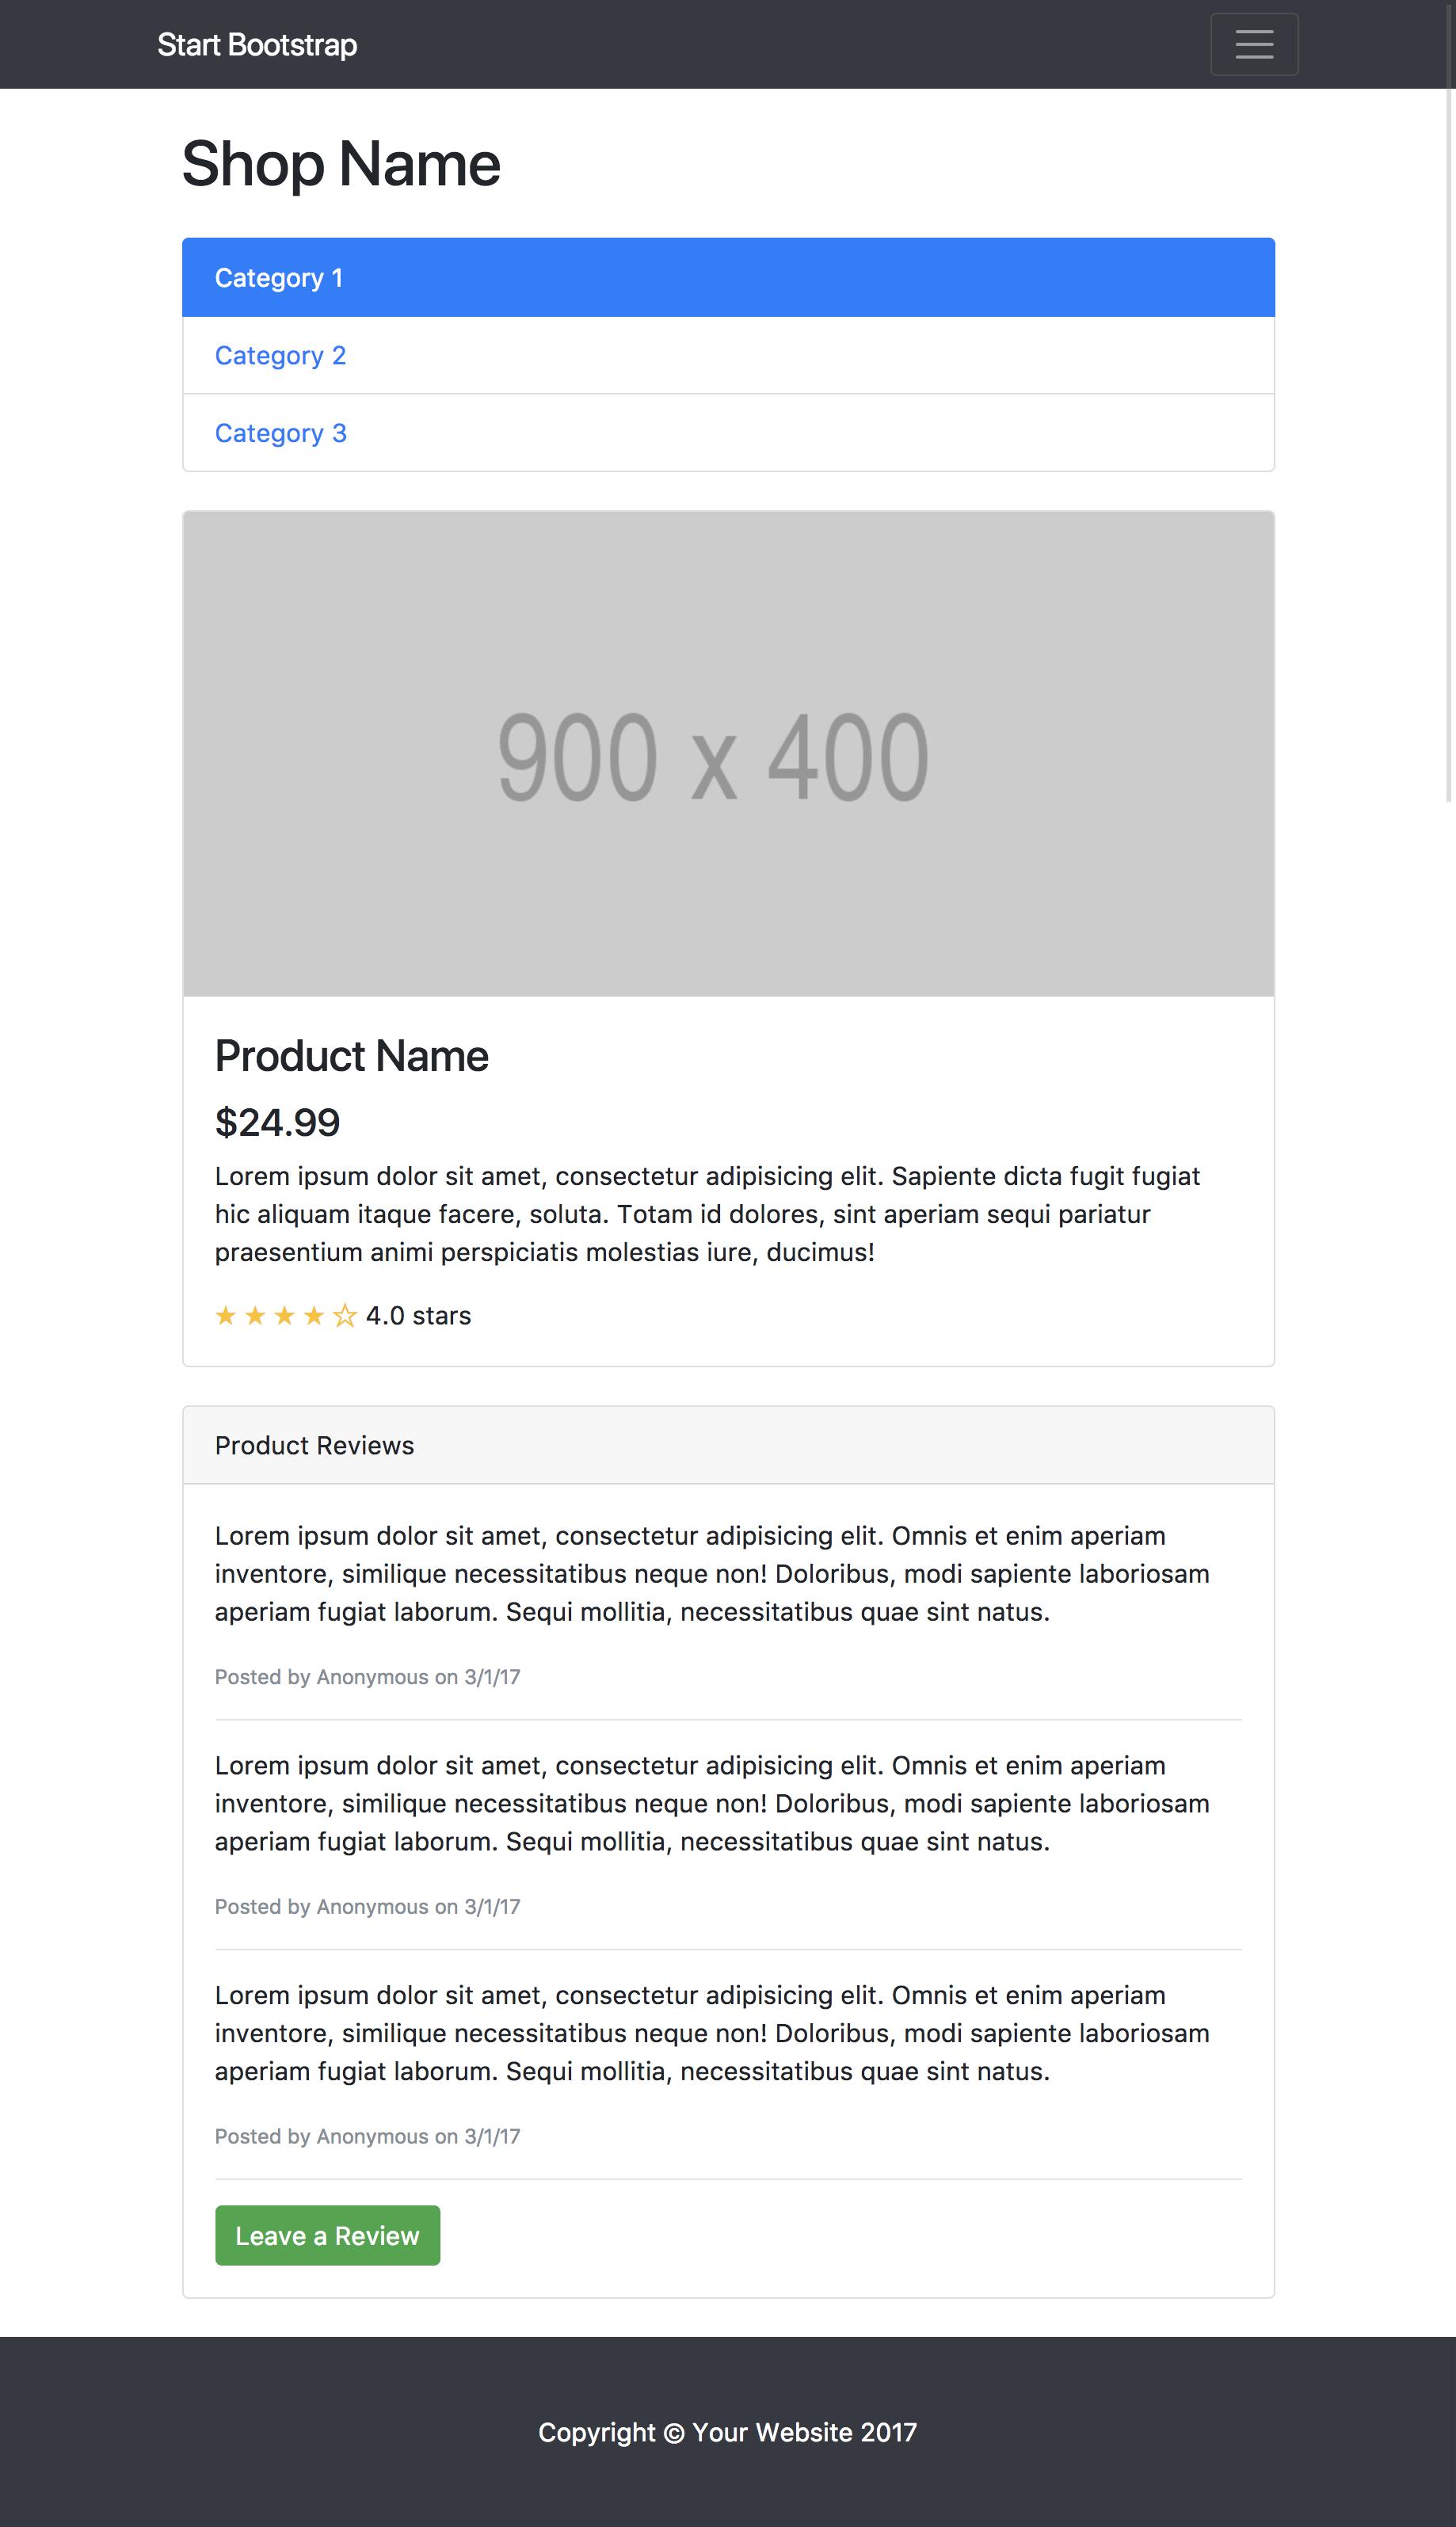 Start Bootstrap
Shop Name
Category 1
Category 2
Category 3
900 x 400
Product Name
$24.99
Lorem ipsum dolor sit amet, consectetur adipisicing elit. Sapiente dicta fugit fugiat
hic aliquam itaque facere, soluta. Totam id dolores, sint aperiam sequi pariatur
praesentium animi perspiciatis molestias iure, ducimus!
★ ★ ★ ★ ☆ 4.0 stars
Product Reviews
Lorem ipsum dolor sit amet, consectetur adipisicing elit. Omnis et enim aperiam
inventore, similique necessitatibus neque non! Doloribus, modi sapiente laboriosam
aperiam fugiat laborum. Sequi mollitia, necessitatibus quae sint natus.
Posted by Anonymous on 3/1/17
Lorem ipsum dolor sit amet, consectetur adipisicing elit. Omnis et enim aperiam
inventore, similique necessitatibus neque non! Doloribus, modi sapiente laboriosam
aperiam fugiat laborum. Sequi mollitia, necessitatibus quae sint natus.
Posted by Anonymous on 3/1/17
Lorem ipsum dolor sit amet, consectetur adipisicing elit. Omnis et enim aperiam
inventore, similique necessitatibus neque non! Doloribus, modi sapiente laboriosam
aperiam fugiat laborum. Sequi mollitia, necessitatibus quae sint natus.
Posted by Anonymous on 3/1/17
Leave a Review
Copyright © Your Website 2017